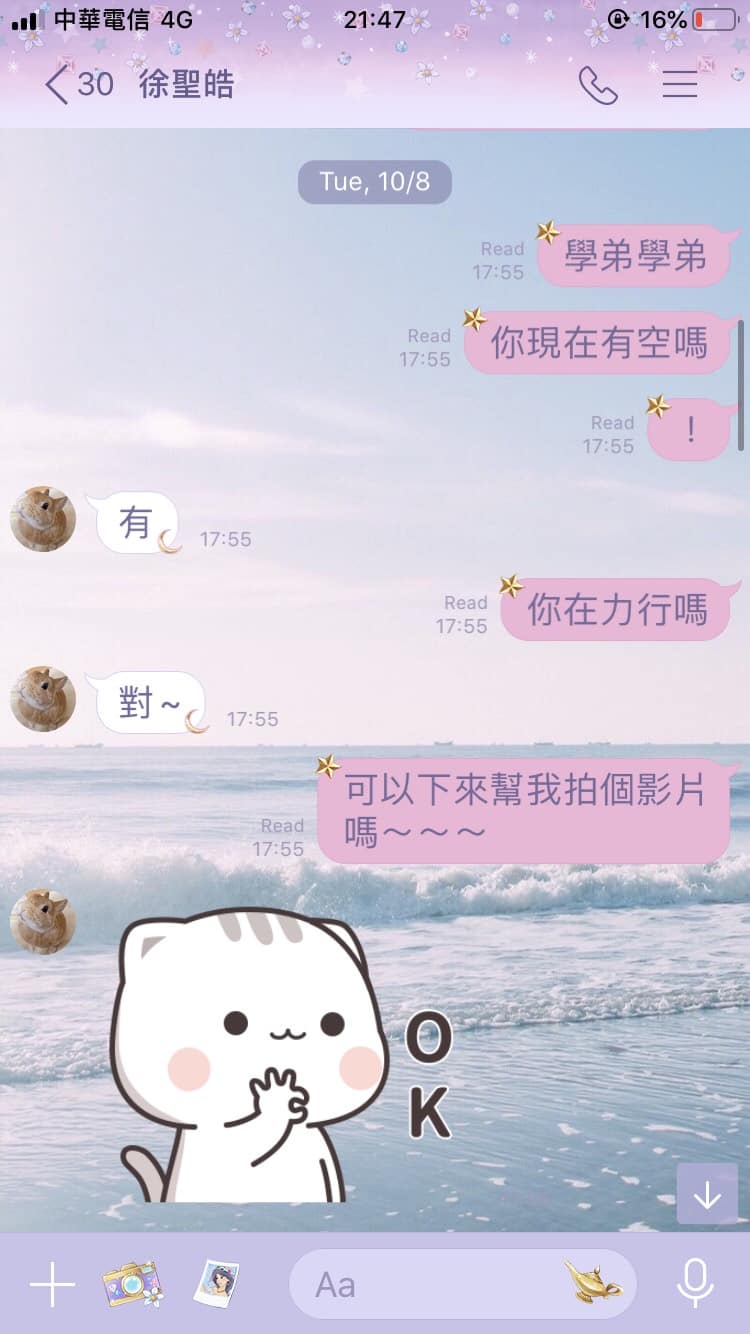 中華電信 4G 21:47 16%
30 徐聖皓
Tue, 10/8
學弟學弟
Read
17:55
你現在有空嗎
Read
17:55
！
Read
17:55
有
17:55
你在力行嗎
Read
17:55
對~
17:55
可以下來幫我拍個影片
嗎～～～
Read
17:55
O
K
Aa